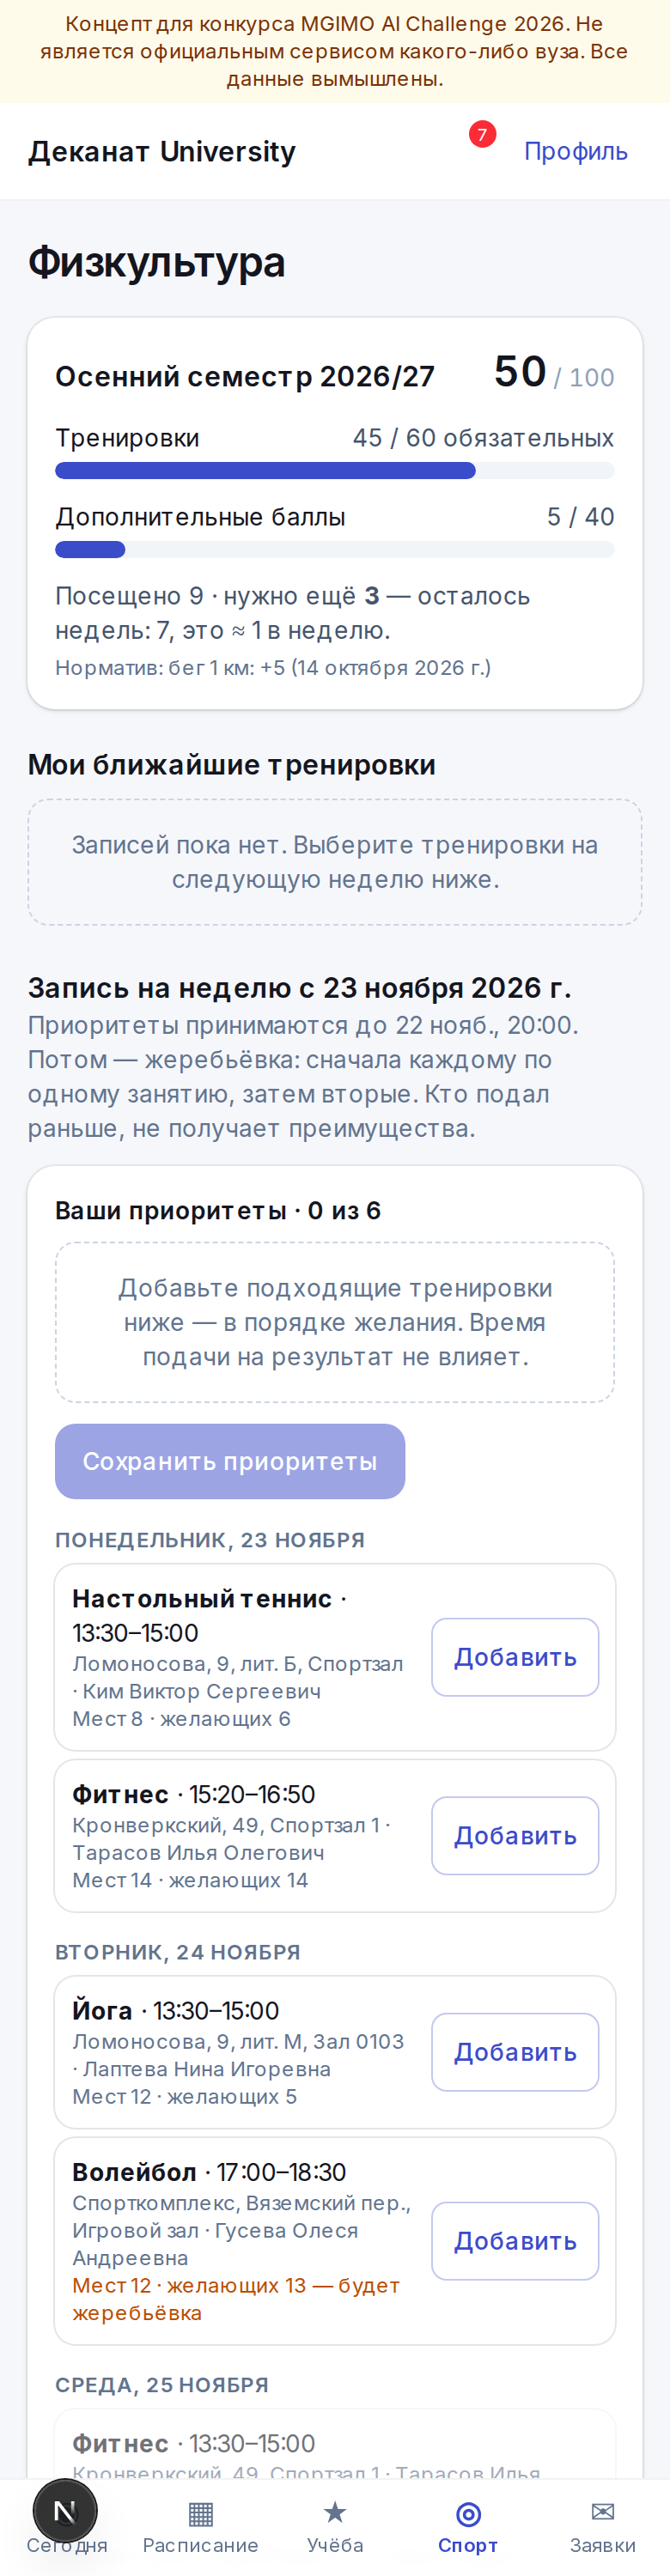 Концепт для конкурса MGIMO AI Challenge 2026. Не
является официальным сервисом какого-либо вуза. Все
данные вымышлены.
Деканат University
7
Профиль
Физкультура
Осенний семестр 2026/27
50 / 100
Тренировки
45 / 60 обязательных
Дополнительные баллы
5 / 40
Посещено 9 · нужно ещё 3 — осталось
недель: 7, это ≈ 1 в неделю.
Норматив: бег 1 км: +5 (14 октября 2026 г.)
Мои ближайшие тренировки
Записей пока нет. Выберите тренировки на
следующую неделю ниже.
Запись на неделю с 23 ноября 2026 г.
Приоритеты принимаются до 22 нояб., 20:00.
Потом — жеребьёвка: сначала каждому по
одному занятию, затем вторые. Кто подал
раньше, не получает преимущества.
Ваши приоритеты · 0 из 6
Добавьте подходящие тренировки
ниже — в порядке желания. Время
подачи на результат не влияет.
Сохранить приоритеты
ПОНЕДЕЛЬНИК, 23 НОЯБРЯ
Настольный теннис ·
13:30–15:00
Ломоносова, 9, лит. Б, Спортзал
· Ким Виктор Сергеевич
Мест 8 · желающих 6
Добавить
Фитнес · 15:20–16:50
Кронверкский, 49, Спортзал 1 ·
Тарасов Илья Олегович
Мест 14 · желающих 14
Добавить
ВТОРНИК, 24 НОЯБРЯ
Йога · 13:30–15:00
Ломоносова, 9, лит. М, Зал 0103
· Лаптева Нина Игоревна
Мест 12 · желающих 5
Добавить
Волейбол · 17:00–18:30
Спорткомплекс, Вяземский пер.,
Игровой зал · Гусева Олеся
Андреевна
Мест 12 · желающих 13 — будет
жеребьёвка
Добавить
СРЕДА, 25 НОЯБРЯ
Фитнес · 13:30–15:00
Кронверкский, 49, Спортзал 1 · Тарасов Илья
N
Сегодня
Расписание
Учёба
Спорт
Заявки